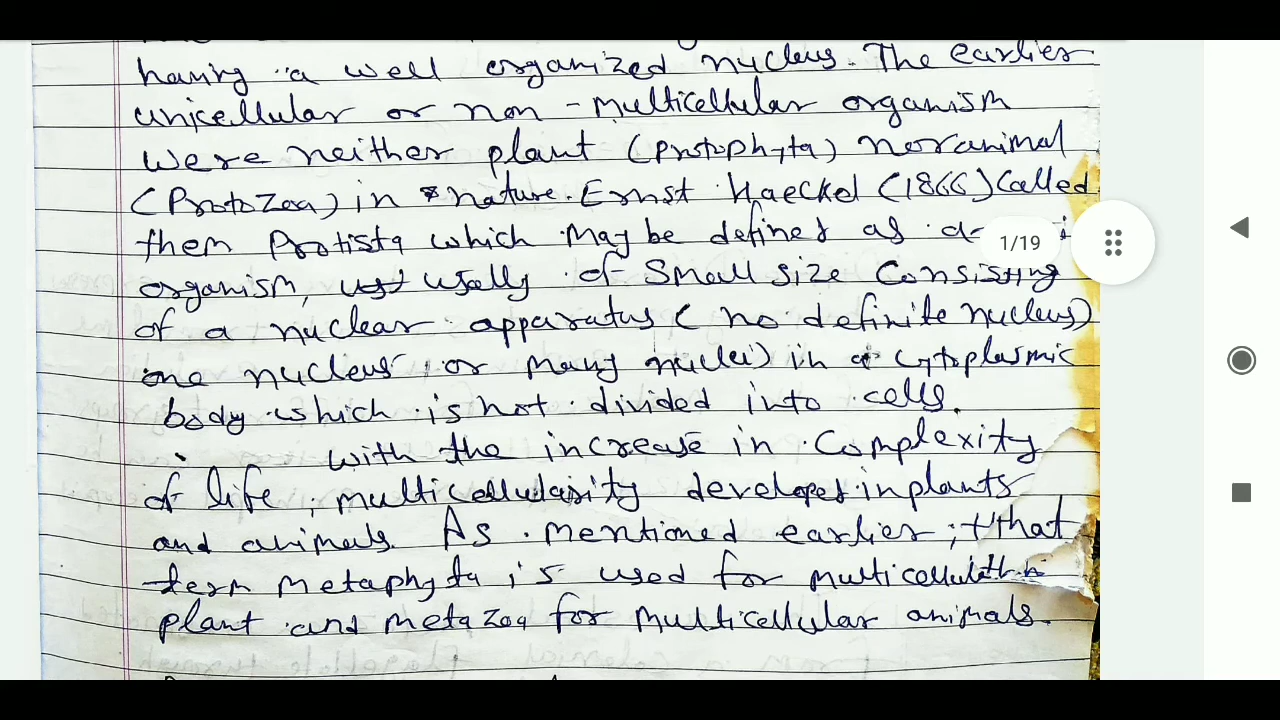 having a well organized nucleus. The earlier
unicellular or non-multicellular organism
were neither plant (protophyta) nor animal
(Protozoa) in nature. Ernst Haeckel (1866) called
them Protista which may be defined as a
1/19
organism, usally of small size consisting
of a nuclear apparatus ( no definite nucleus)
one nucleus or many nuclei) in a cytoplasmic
body which is not divided into cells.
with the increase in complexity
of life, multicellularity developed in plants
and animals. As mentioned earlier, that
term metaphyta is used for
plant and metazoa for multicellular animals.